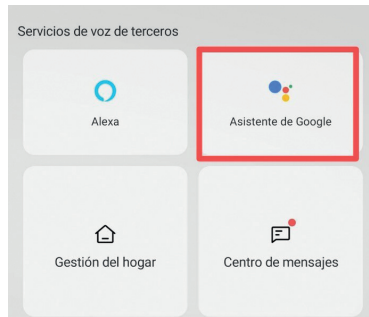 Servicios de voz de terceros
Alexa
Asistente de Google
Gestión del hogar
Centro de mensajes